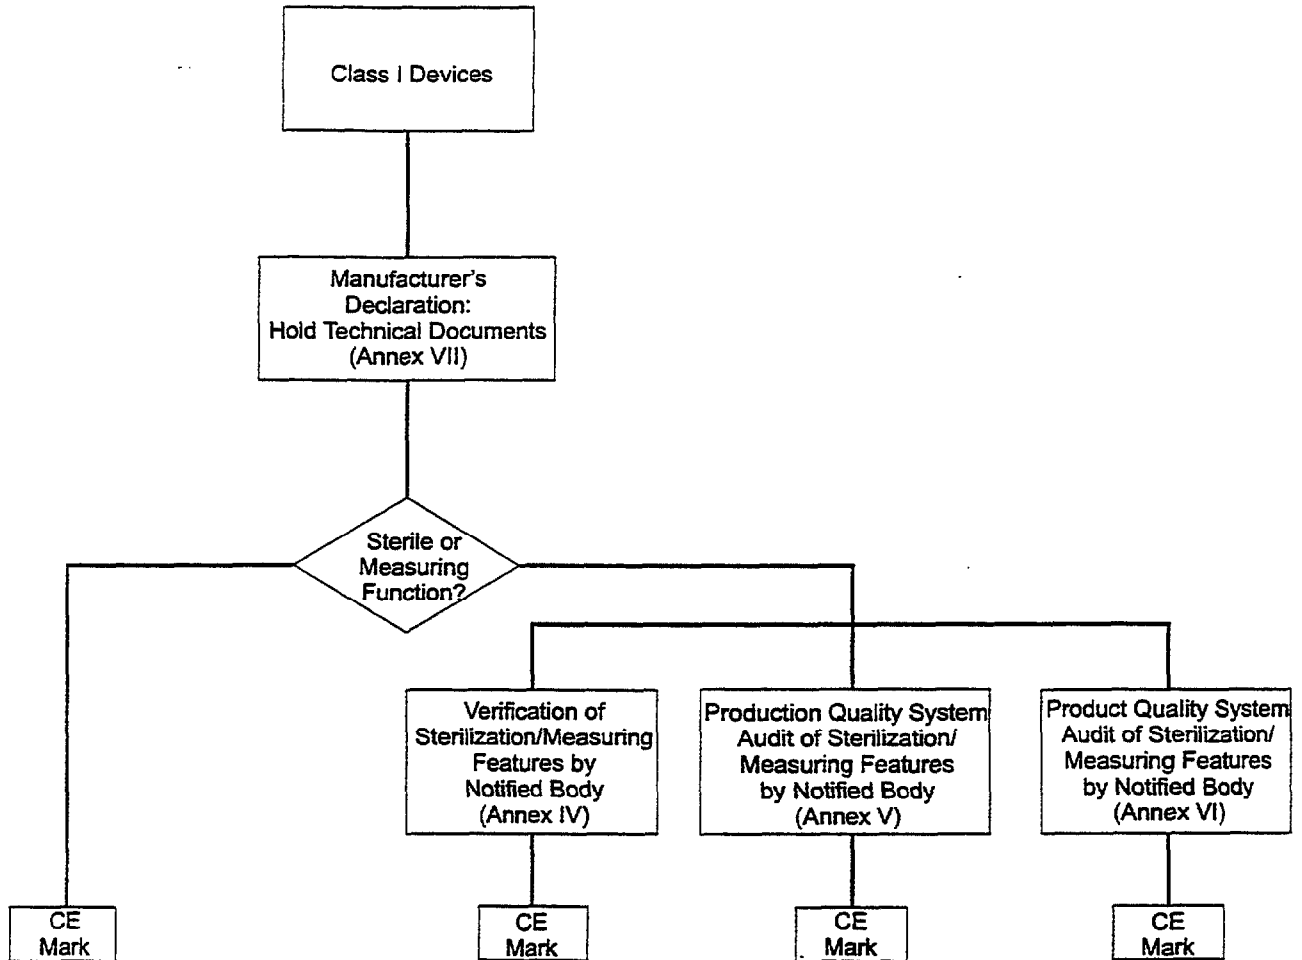 Class I Devices
Manufacturer's
Declaration:
Hold Technical Documents
(Annex VII)
Sterile or
Measuring
Function?
Verification of
Sterilization/Measuring
Features by
Notified Body
(Annex IV)
Production Quality System
Audit of Sterilization/
Measuring Features
by Notified Body
(Annex V)
Product Quality System
Audit of Sterilization/
Measuring Features
by Notified Body
(Annex VI)
CE
Mark
CE
Mark
CE
Mark
CE
Mark